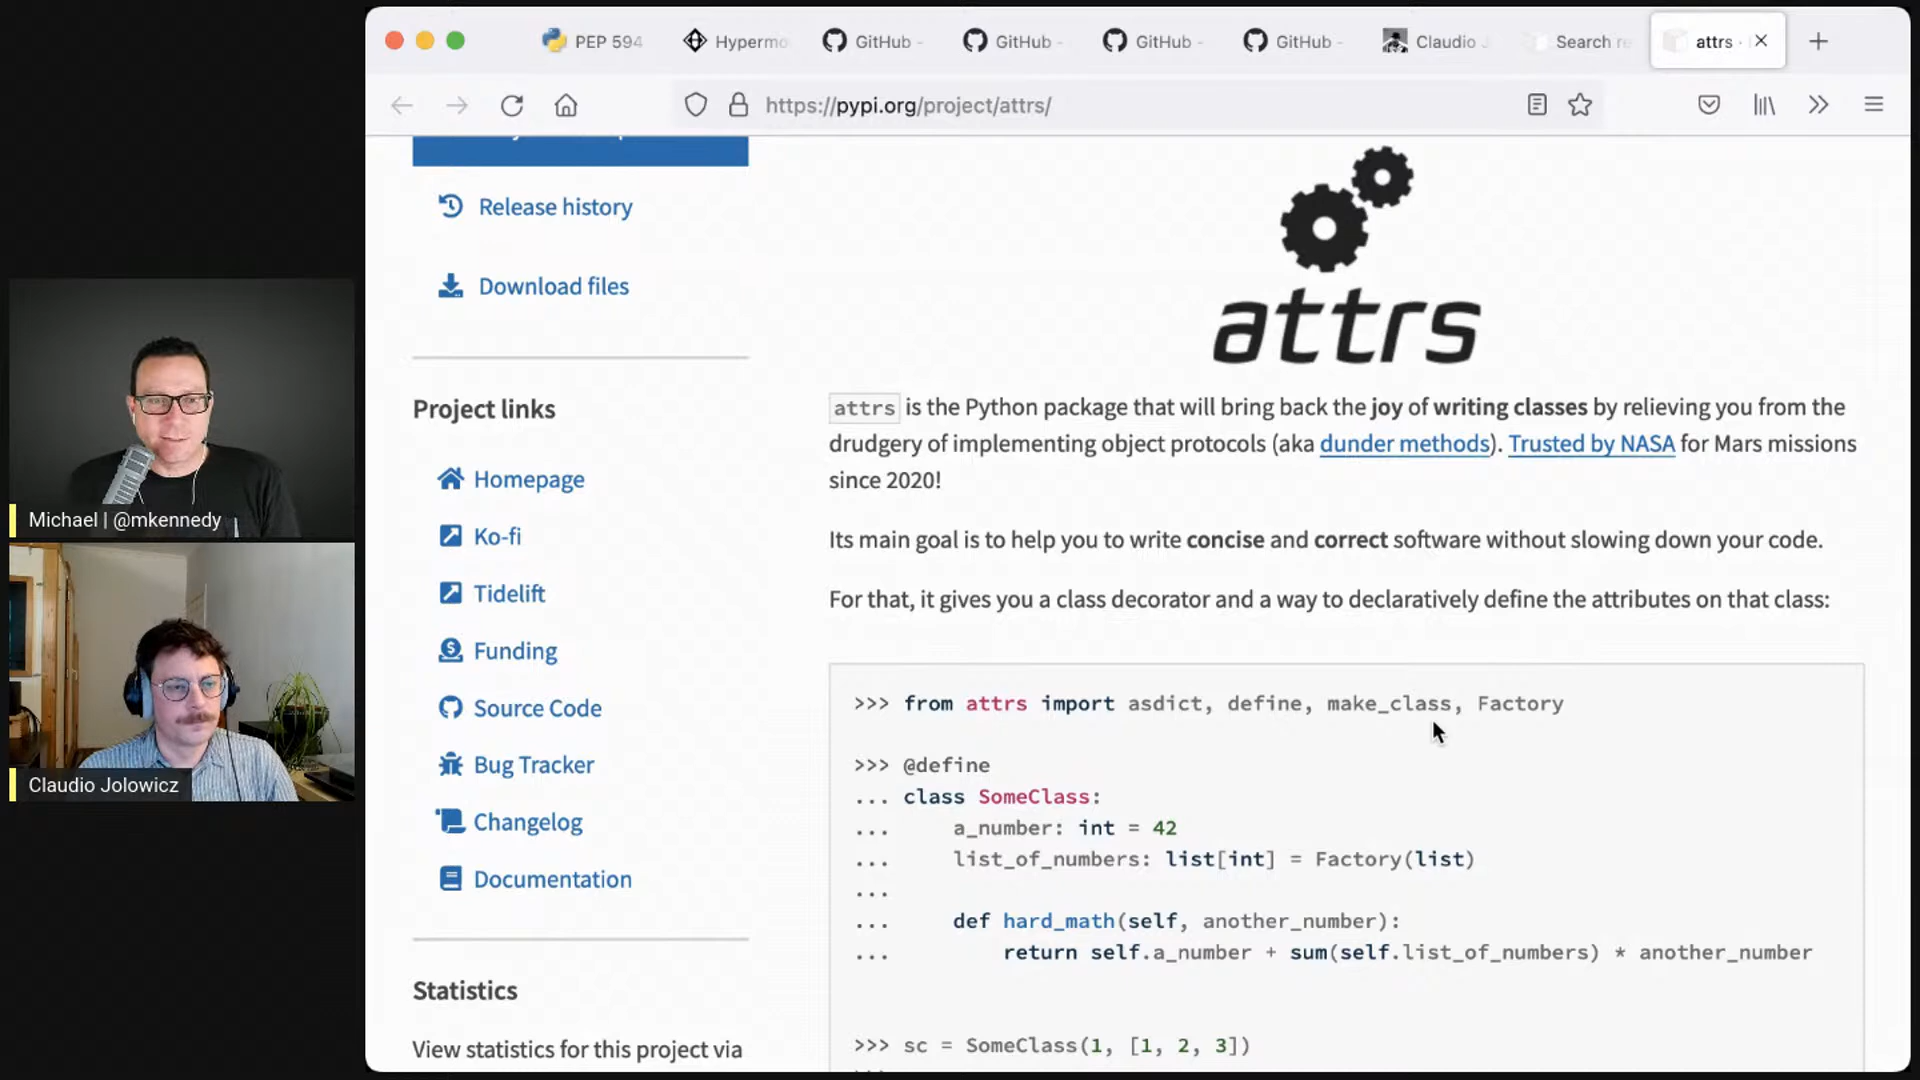 PEP 594
Hypermo
GitHub -
GitHub -
GitHub -
GitHub -
Claudio J
Search re
attrs ·
https://pypi.org/project/attrs/
Release history
Download files
Project links
Homepage
Ko-fi
Tidelift
Funding
Source Code
Bug Tracker
Changelog
Documentation
Statistics
View statistics for this project via
attrs
attrs is the Python package that will bring back the joy of writing classes by relieving you from the
drudgery of implementing object protocols (aka dunder methods). Trusted by NASA for Mars missions
since 2020!
Its main goal is to help you to write concise and correct software without slowing down your code.
For that, it gives you a class decorator and a way to declaratively define the attributes on that class:
>>> from attrs import asdict, define, make_class, Factory
>>> @define
... class SomeClass:
...     a_number: int = 42
...     list_of_numbers: list[int] = Factory(list)
...
...     def hard_math(self, another_number):
...         return self.a_number + sum(self.list_of_numbers) * another_number
>>> sc = SomeClass(1, [1, 2, 3])
Michael | @mkennedy
Claudio Jolowicz